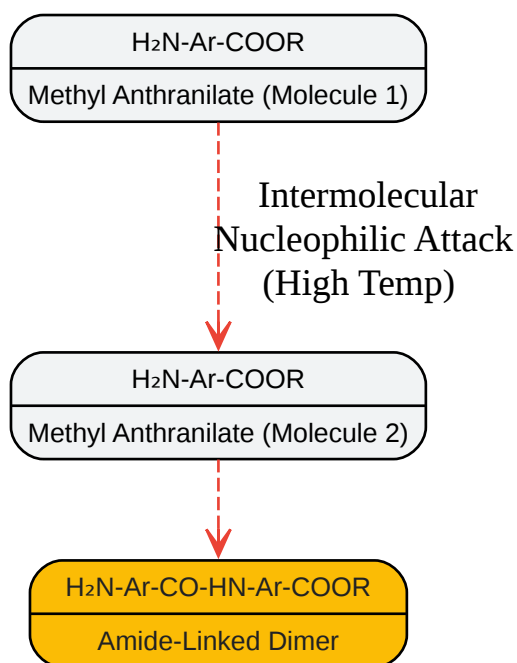 H₂N-Ar-COOR
Methyl Anthranilate (Molecule 1)
Intermolecular
Nucleophilic Attack
(High Temp)
H₂N-Ar-COOR
Methyl Anthranilate (Molecule 2)
H₂N-Ar-CO-HN-Ar-COOR
Amide-Linked Dimer